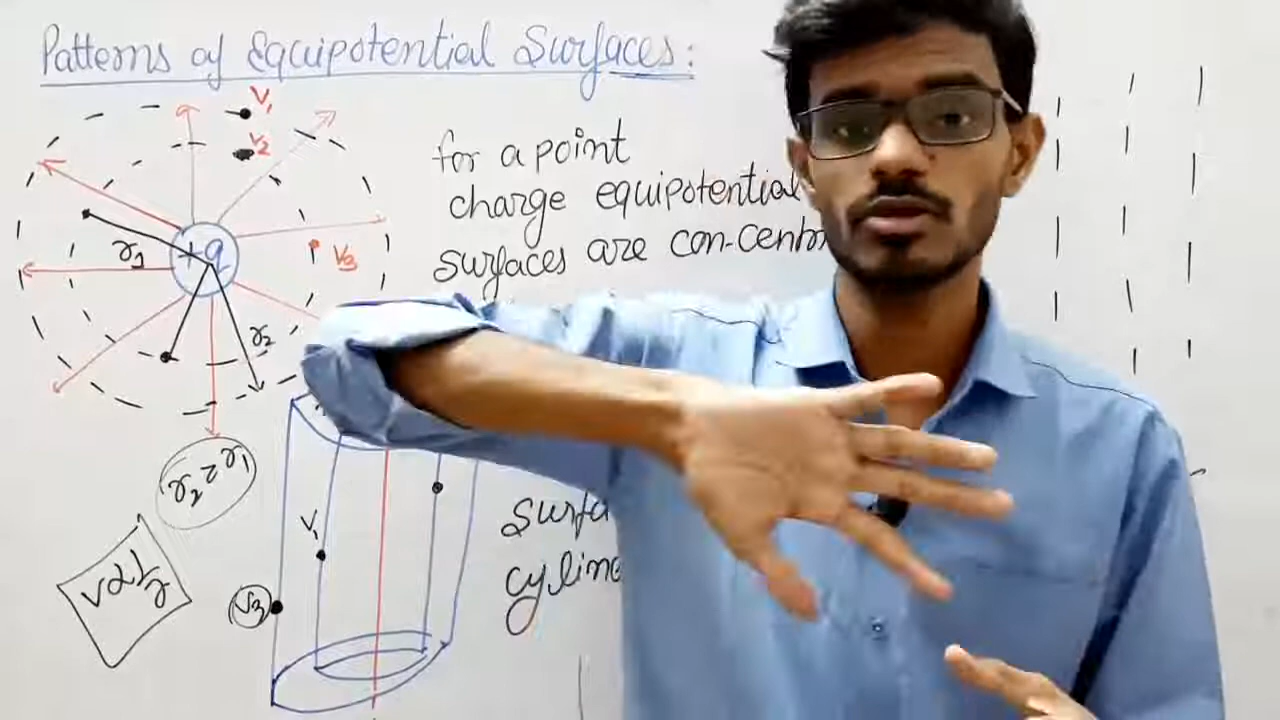 Patterns of Equipotential Surfaces:
V1
V2
V3
r1
+q
r2
for a point
charge equipotential
surfaces are con-centr
r2 = r1
V1
V3
V∝1/r
Surfa
cylind